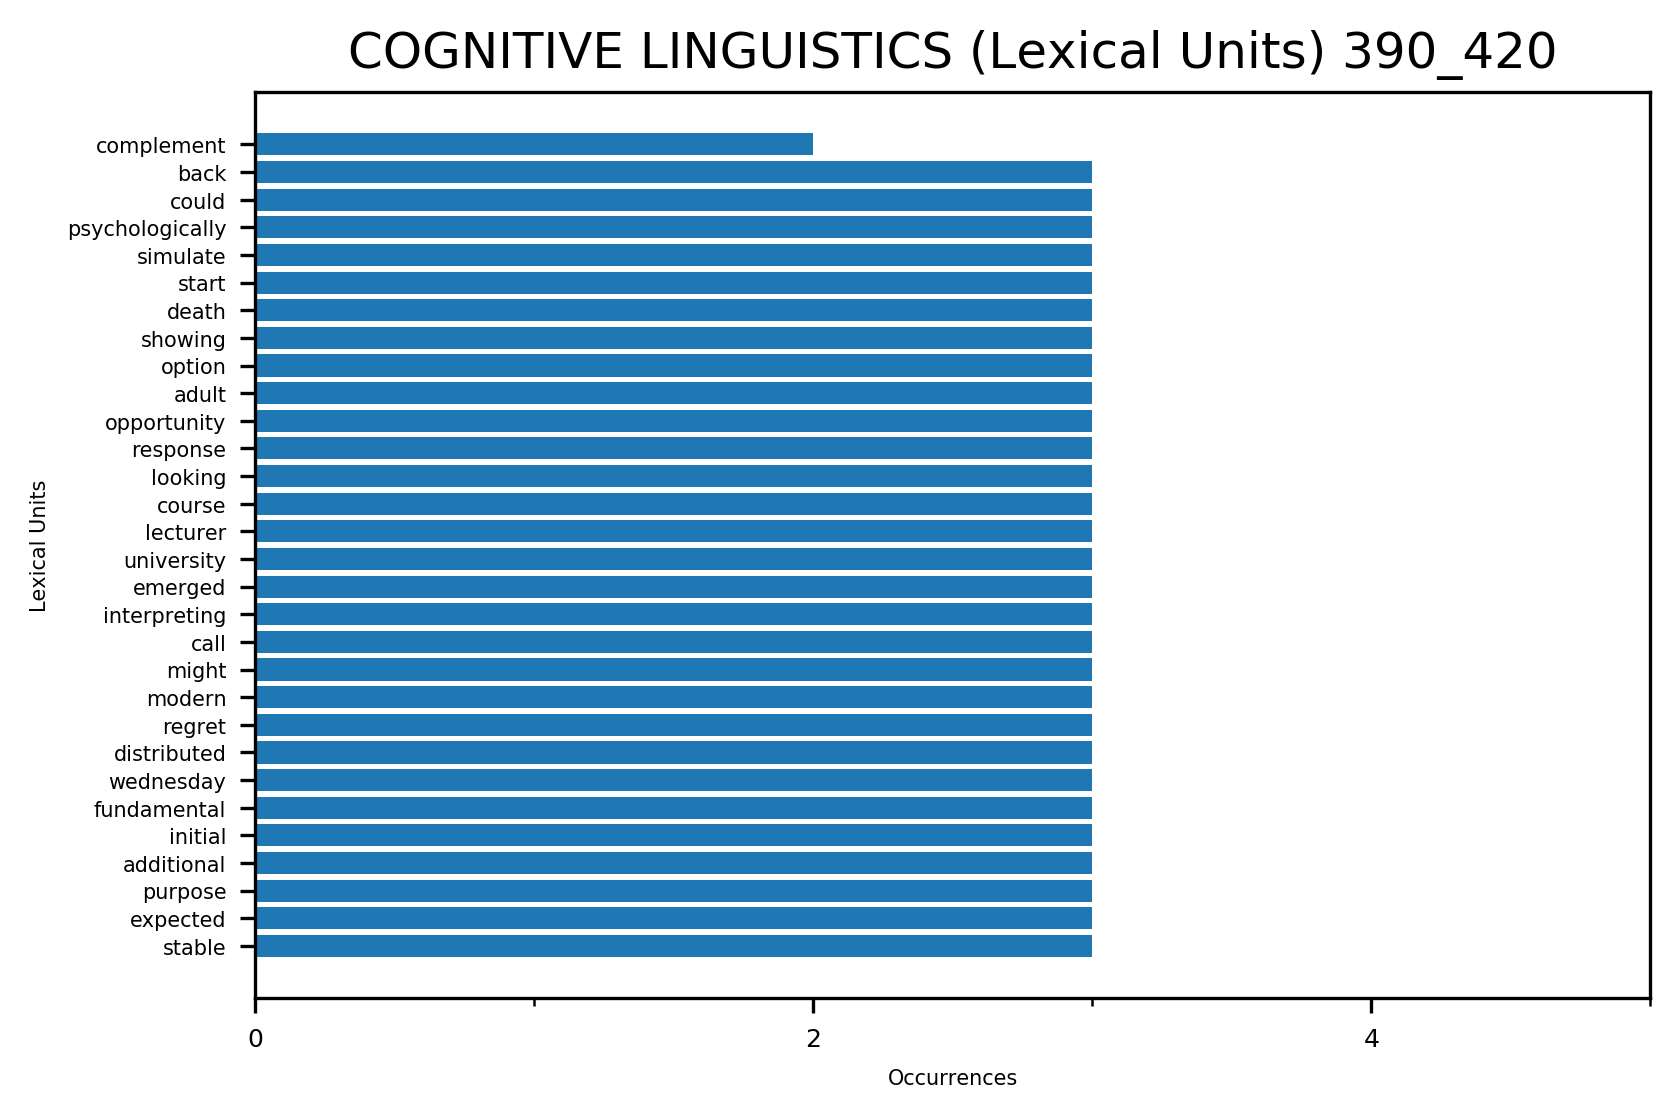 COGNITIVE LINGUISTICS (Lexical Units) 390_420
complement
back
could
psychologically
simulate
start
death
showing
option
adult
opportunity
response
looking
course
lecturer
university
emerged
interpreting
call
might
modern
regret
distributed
wednesday
fundamental
initial
additional
purpose
expected
stable
Lexical Units
0 2 4
Occurrences